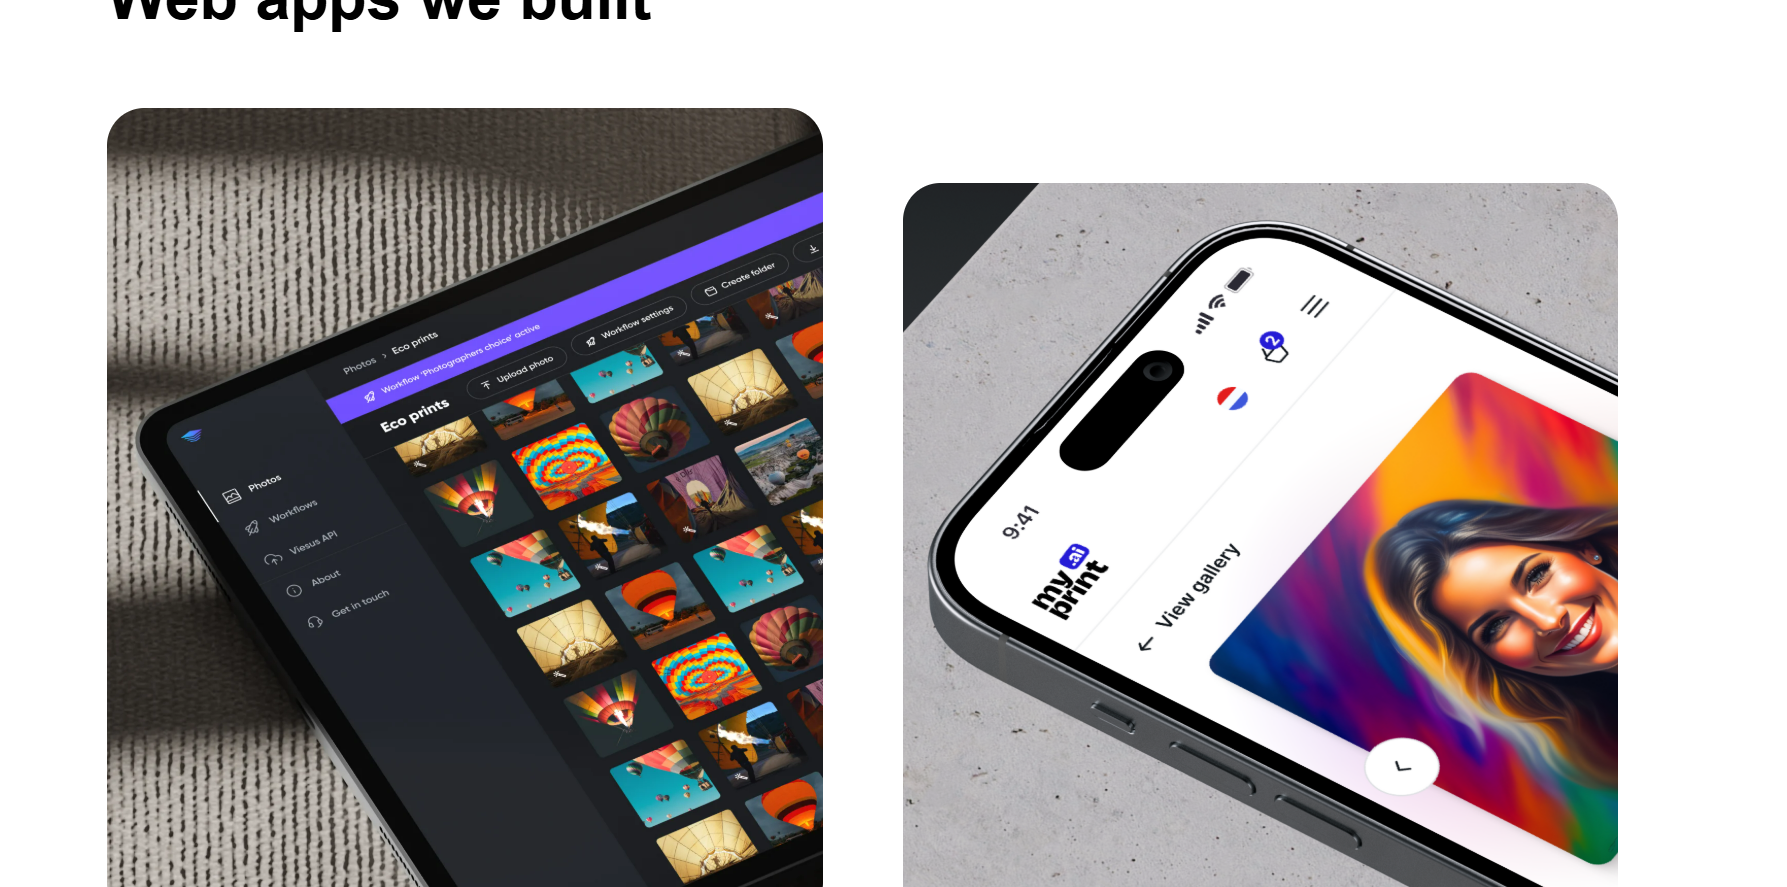 Web apps we built
Photos › Eco prints
Workflow 'Photographers choice' active
Eco prints
Upload photo
Workflow settings
Create folder
Photos
Workflows
Viesus API
About
Get in touch
9:41
2
my.ai
print
← View gallery